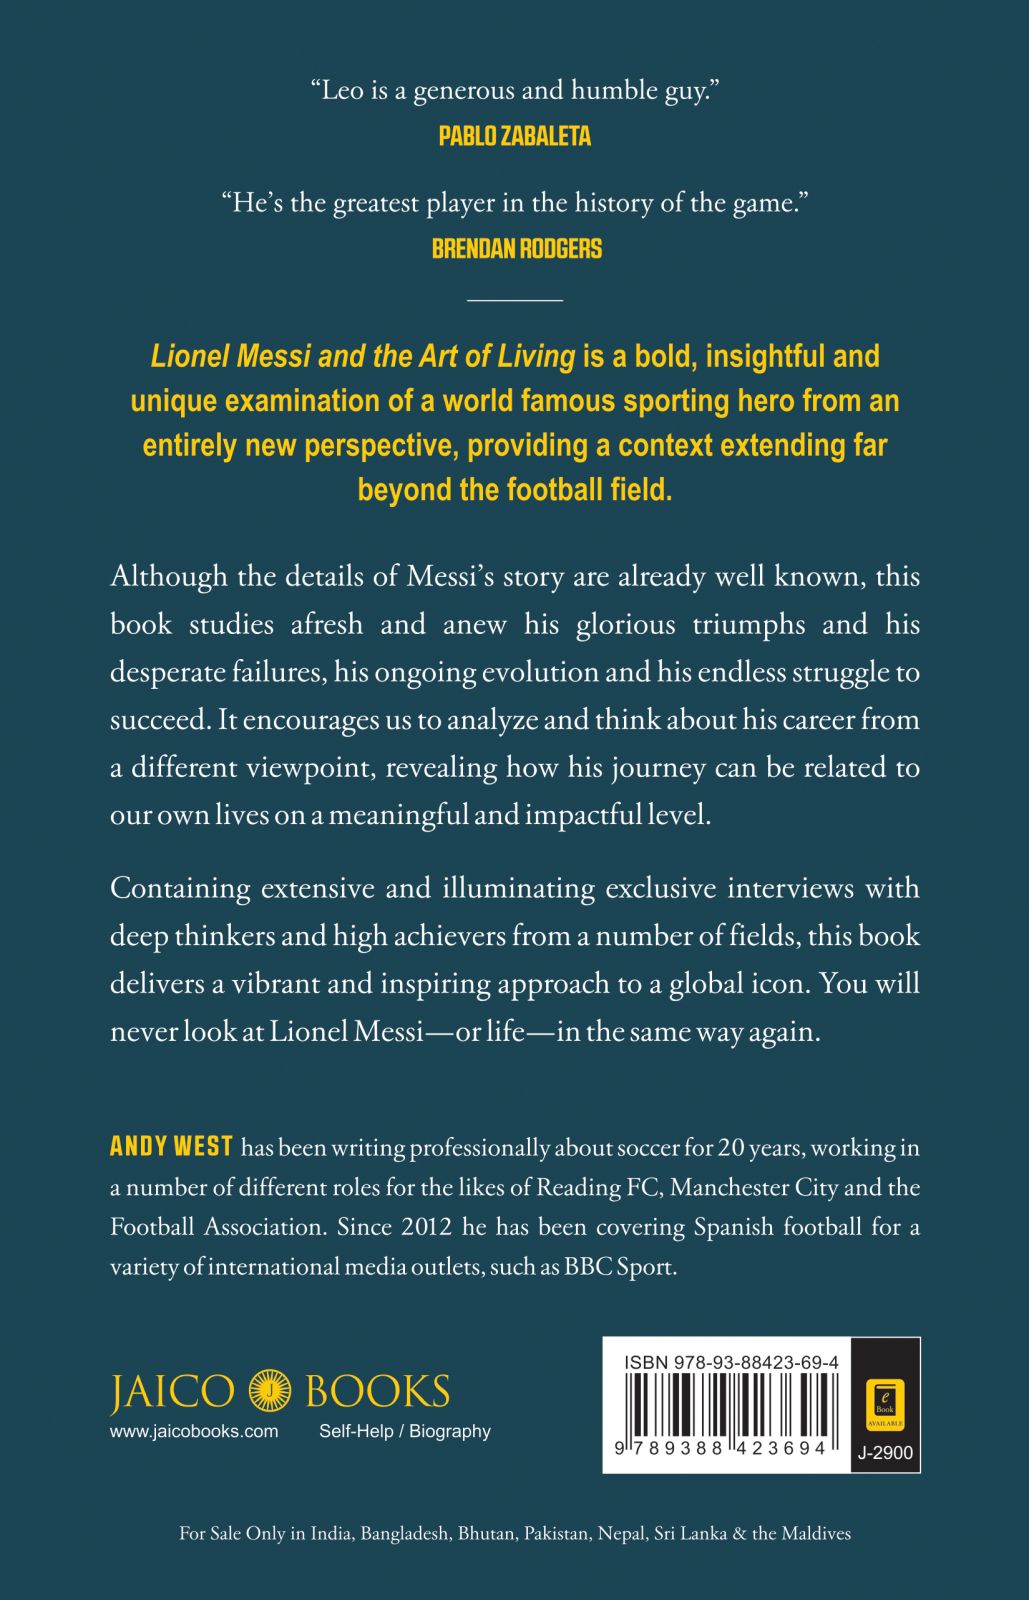 “Leo is a generous and humble guy.”
PABLO ZABALETA
“He’s the greatest player in the history of the game.”
BRENDAN RODGERS
Lionel Messi and the Art of Living is a bold, insightful and
unique examination of a world famous sporting hero from an
entirely new perspective, providing a context extending far
beyond the football field.
Although the details of Messi’s story are already well known, this
book studies afresh and anew his glorious triumphs and his
desperate failures, his ongoing evolution and his endless struggle to
succeed. It encourages us to analyze and think about his career from
a different viewpoint, revealing how his journey can be related to
our own lives on a meaningful and impactful level.
Containing extensive and illuminating exclusive interviews with
deep thinkers and high achievers from a number of fields, this book
delivers a vibrant and inspiring approach to a global icon. You will
never look at Lionel Messi—or life—in the same way again.
ANDY WEST has been writing professionally about soccer for 20 years, working in
a number of different roles for the likes of Reading FC, Manchester City and the
Football Association. Since 2012 he has been covering Spanish football for a
variety of international media outlets, such as BBC Sport.
JAICO J BOOKS
www.jaicobooks.com Self-Help / Biography
ISBN 978-93-88423-69-4
9 789388 423694
e
Book
AVAILABLE
J-2900
For Sale Only in India, Bangladesh, Bhutan, Pakistan, Nepal, Sri Lanka & the Maldives